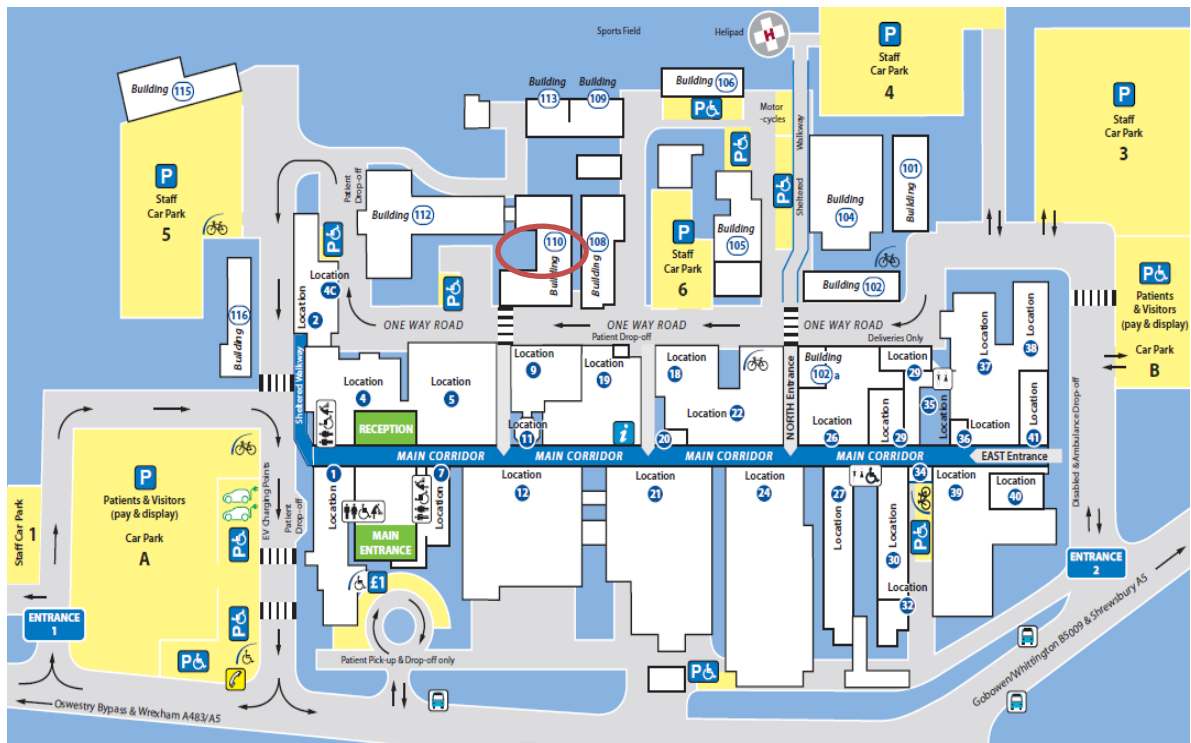 Sports Field
Helipad
H
P
Staff
Car Park
4
P
Staff
Car Park
3
Building 115
Building
113
Building
109
Building 106
P
Motor
-cycles
Sheltered Walkway
P
Staff
Car Park
5
Patient
Drop-off
Building 112
P
P
Building 110
Building 108
P
Staff
Car Park
6
P
Building
105
P
Building
104
Building 101
Building 102
P
Patients
& Visitors
(pay & display)
Car Park
B
Building 116
Location
4C
Location 2
ONE WAY ROAD
ONE WAY ROAD
Patient Drop-off
ONE WAY ROAD
Deliveries Only
Sheltered Walkway
Location
4
Location
5
Location
9
Location
11
Location
19
i
Location
18
20
Location 22
NORTH Entrance
Building
102 a
Location
26
Location
29
Location
29
Location
35
Location
37
36
Location
38
Location
41
RECEPTION
MAIN CORRIDOR
MAIN CORRIDOR
MAIN CORRIDOR
MAIN CORRIDOR
EAST Entrance
Disabled & Ambulance Drop-off
P
Patients & Visitors
(pay & display)
Car Park
A
Staff Car Park
1
EV Charging Points
Patient
Drop-off
P
P
P
Location
1
Location
7
MAIN
ENTRANCE
£1
Location
12
Location
21
Location
24
Location
27
Location
30
Location
32
34
P
Location
39
Location
40
ENTRANCE
1
ENTRANCE
2
Patient Pick-up & Drop-off only
P
Oswestry Bypass & Wrexham A483/A5
Gobowen/Whittington B5009 & Shrewsbury A5